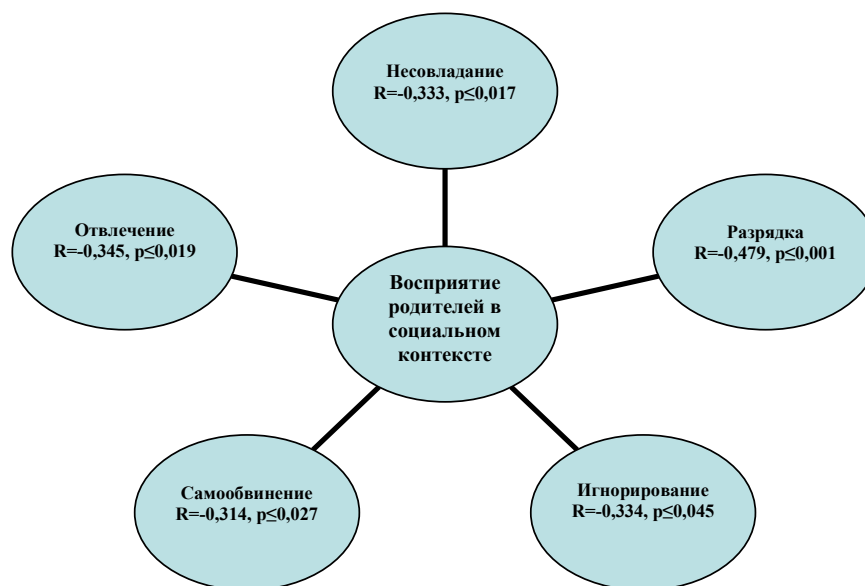 Несовладание
R=-0,333, p≤0,017
Отвлечение
R=-0,345, p≤0,019
Разрядка
R=-0,479, p≤0,001
Восприятие
родителей в
социальном
контексте
Самообвинение
R=-0,314, p≤0,027
Игнорирование
R=-0,334, p≤0,045